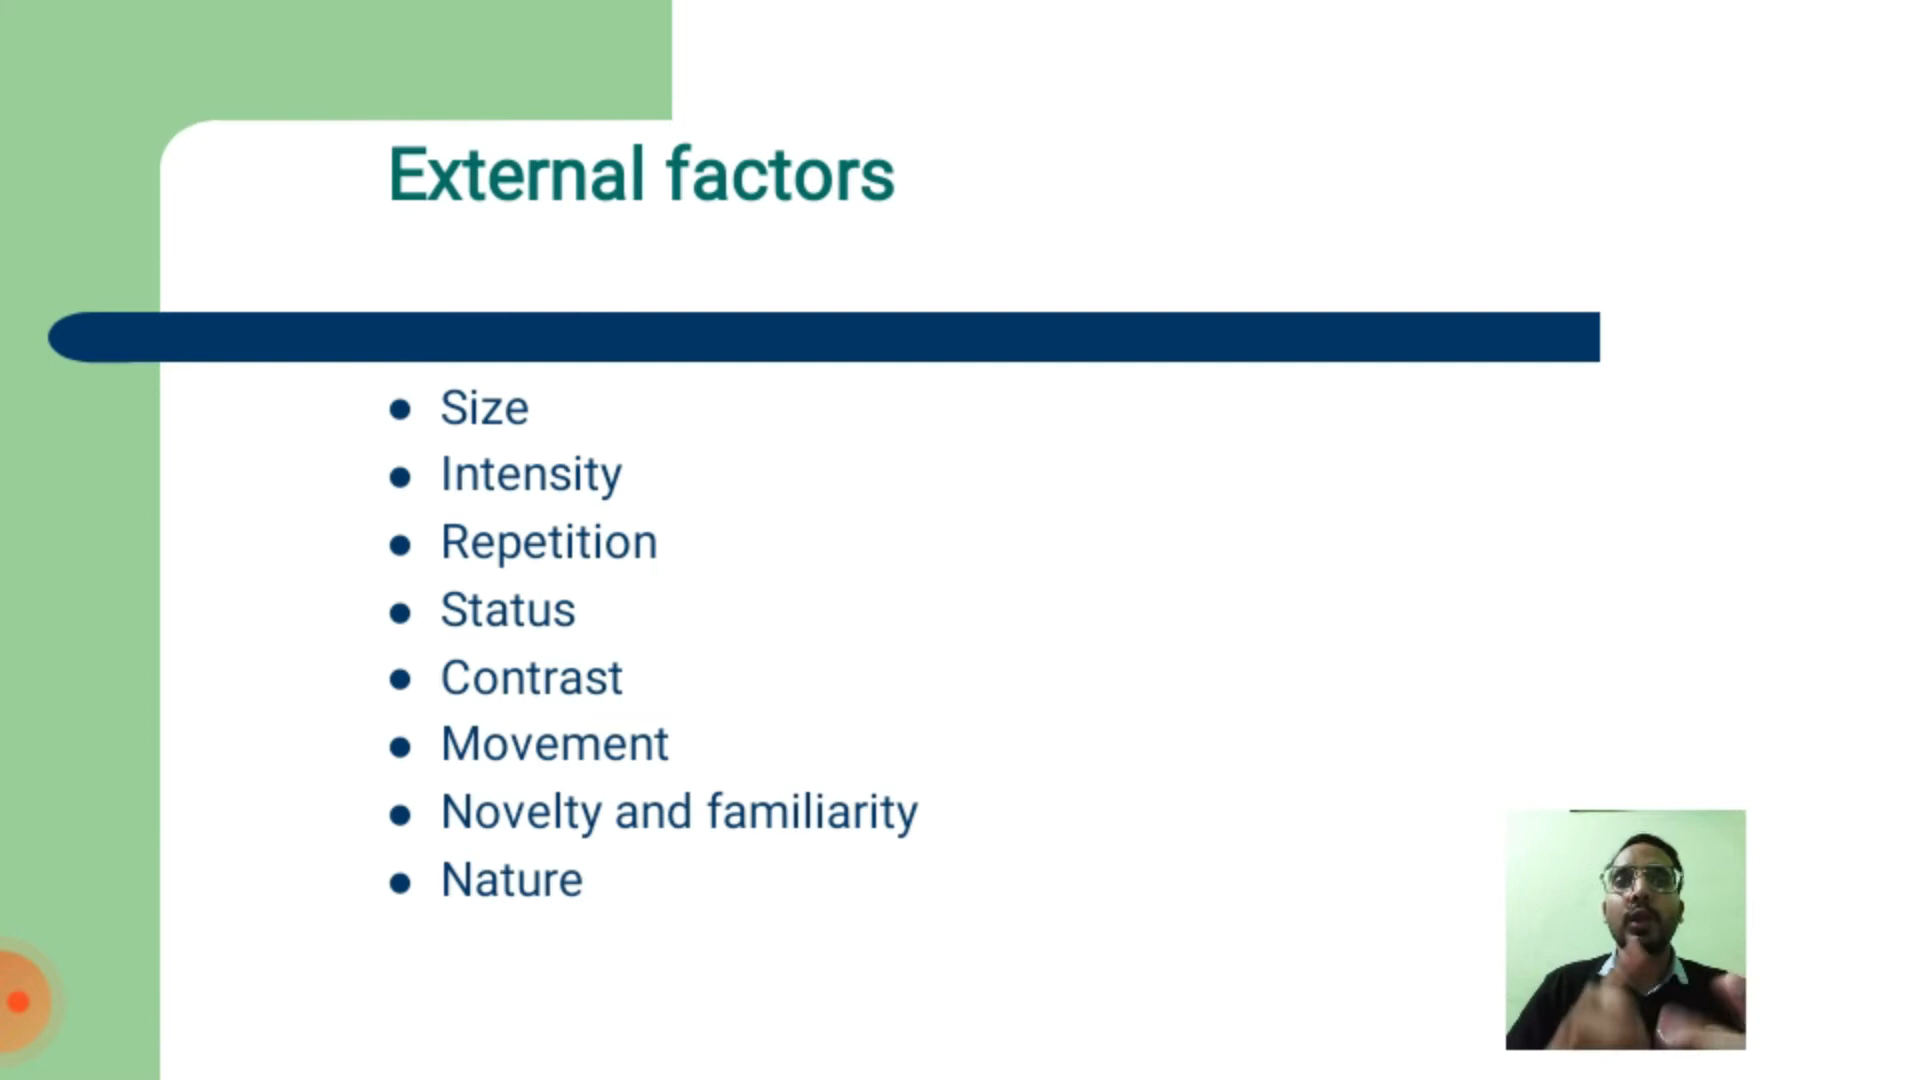 External factors
Size
Intensity
Repetition
Status
Contrast
Movement
Novelty and familiarity
Nature